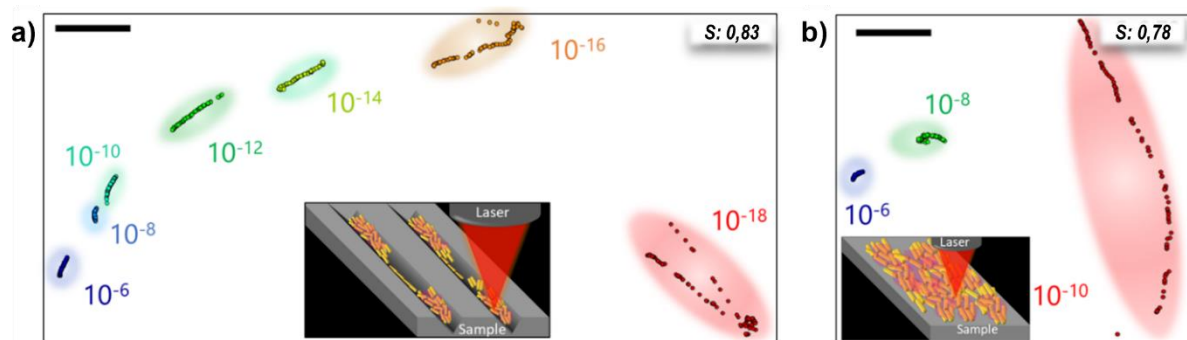 a)
S: 0,83
10⁻¹⁶
10⁻¹⁴
10⁻¹²
10⁻¹⁰
10⁻⁸
10⁻⁶
10⁻¹⁸
Laser
Sample
b)
S: 0,78
10⁻⁸
10⁻⁶
10⁻¹⁰
Laser
Sample